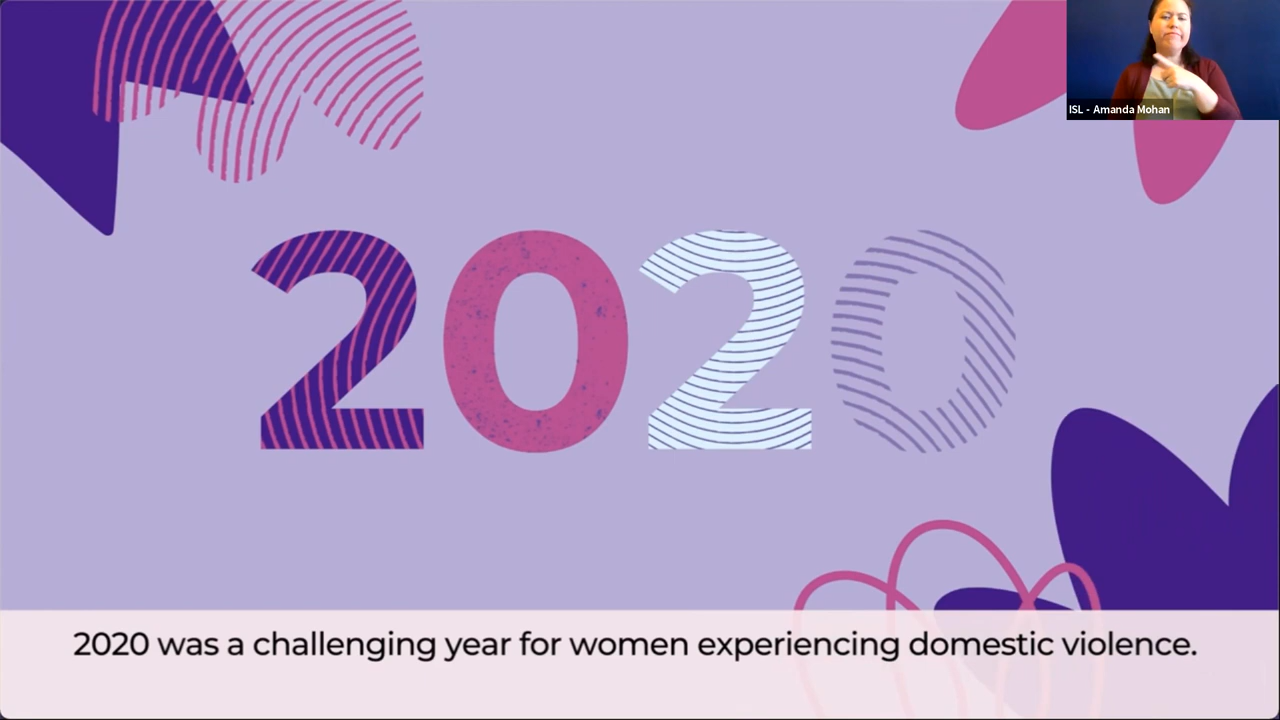 ISL - Amanda Mohan
2020
2020 was a challenging year for women experiencing domestic violence.